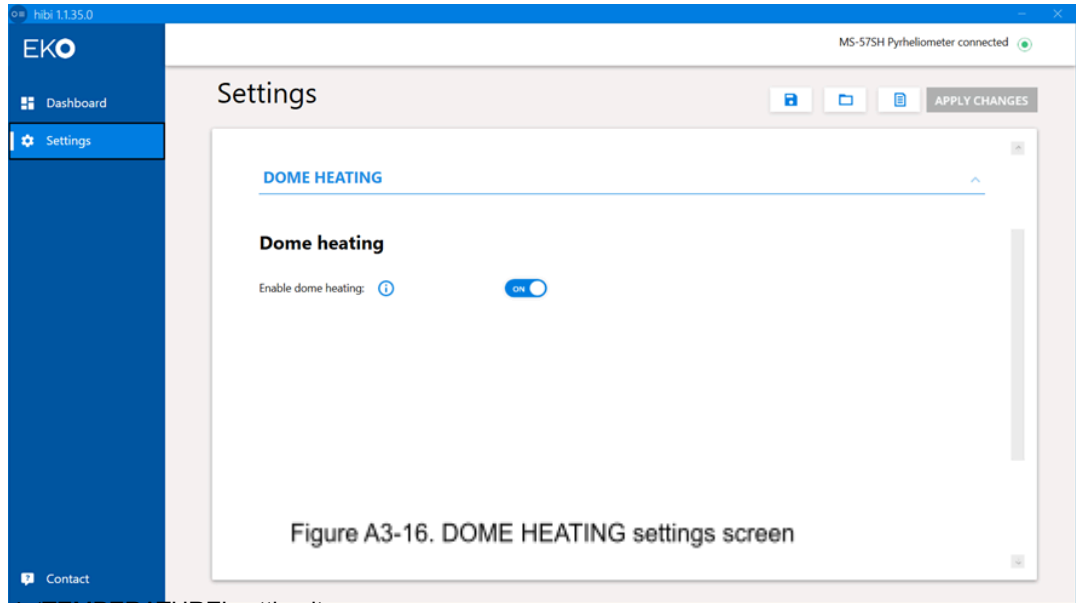 hibi 1.1.35.0
EKO
MS-57SH Pyrheliometer connected
Dashboard
Settings
Settings
APPLY CHANGES
DOME HEATING
Dome heating
Enable dome heating:
ON
Figure A3-16. DOME HEATING settings screen
Contact